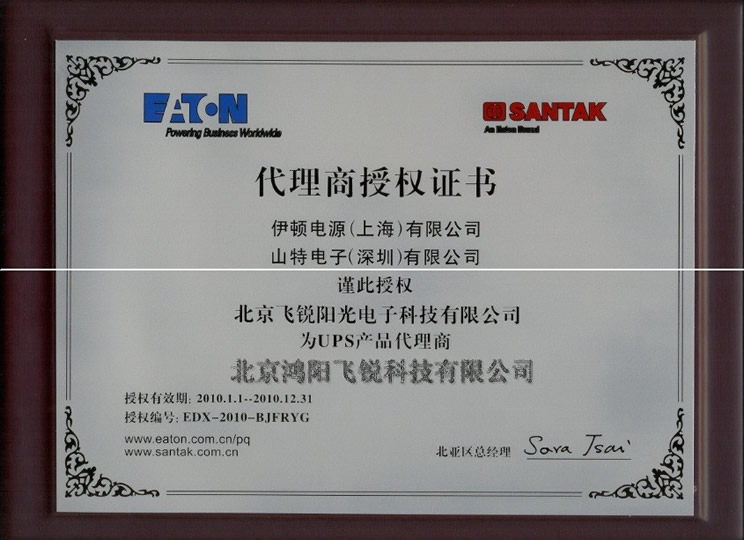 EATON
Powering Business Worldwide
SANTAK
An Eaton Brand
代理商授权证书
伊顿电源(上海)有限公司
山特电子(深圳)有限公司
谨此授权
北京飞锐阳光电子科技有限公司
为UPS产品代理商
北京鸿阳飞锐科技有限公司
授权有效期: 2010.1.1--2010.12.31
授权编号: EDX-2010-BJFRYG
www.eaton.com.cn/pq
www.santak.com.cn
北亚区总经理 Sara Tsai